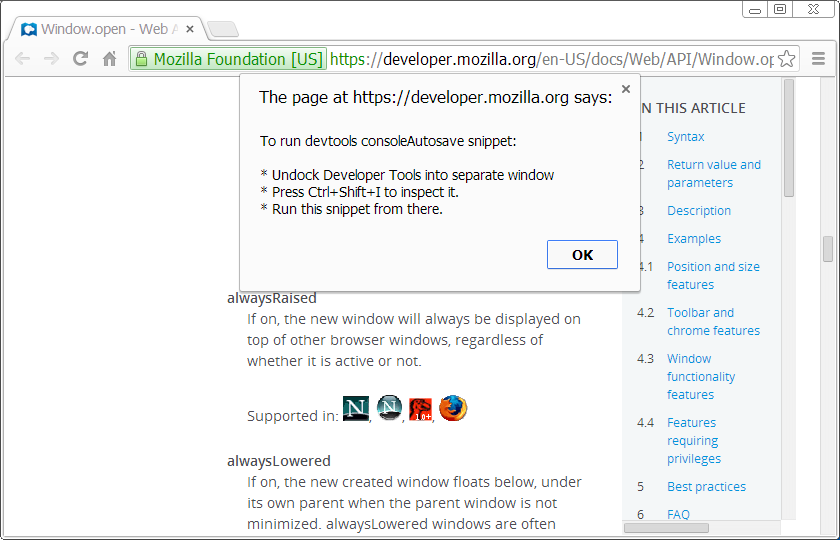 Window.open - Web A
Mozilla Foundation [US]
https://developer.mozilla.org/en-US/docs/Web/API/Window.op
The page at https://developer.mozilla.org says:
To run devtools consoleAutosave snippet:
* Undock Developer Tools into separate window
* Press Ctrl+Shift+I to inspect it.
* Run this snippet from there.
OK
alwaysRaised
If on, the new window will always be displayed on
top of other browser windows, regardless of
whether it is active or not.
Supported in: N, N, 1.0+,
alwaysLowered
If on, the new created window floats below, under
its own parent when the parent window is not
minimized. alwaysLowered windows are often
N THIS ARTICLE
1 Syntax
2 Return value and
parameters
3 Description
4 Examples
4.1 Position and size
features
4.2 Toolbar and
chrome features
4.3 Window
functionality
features
4.4 Features
requiring
privileges
5 Best practices
6 FAQ